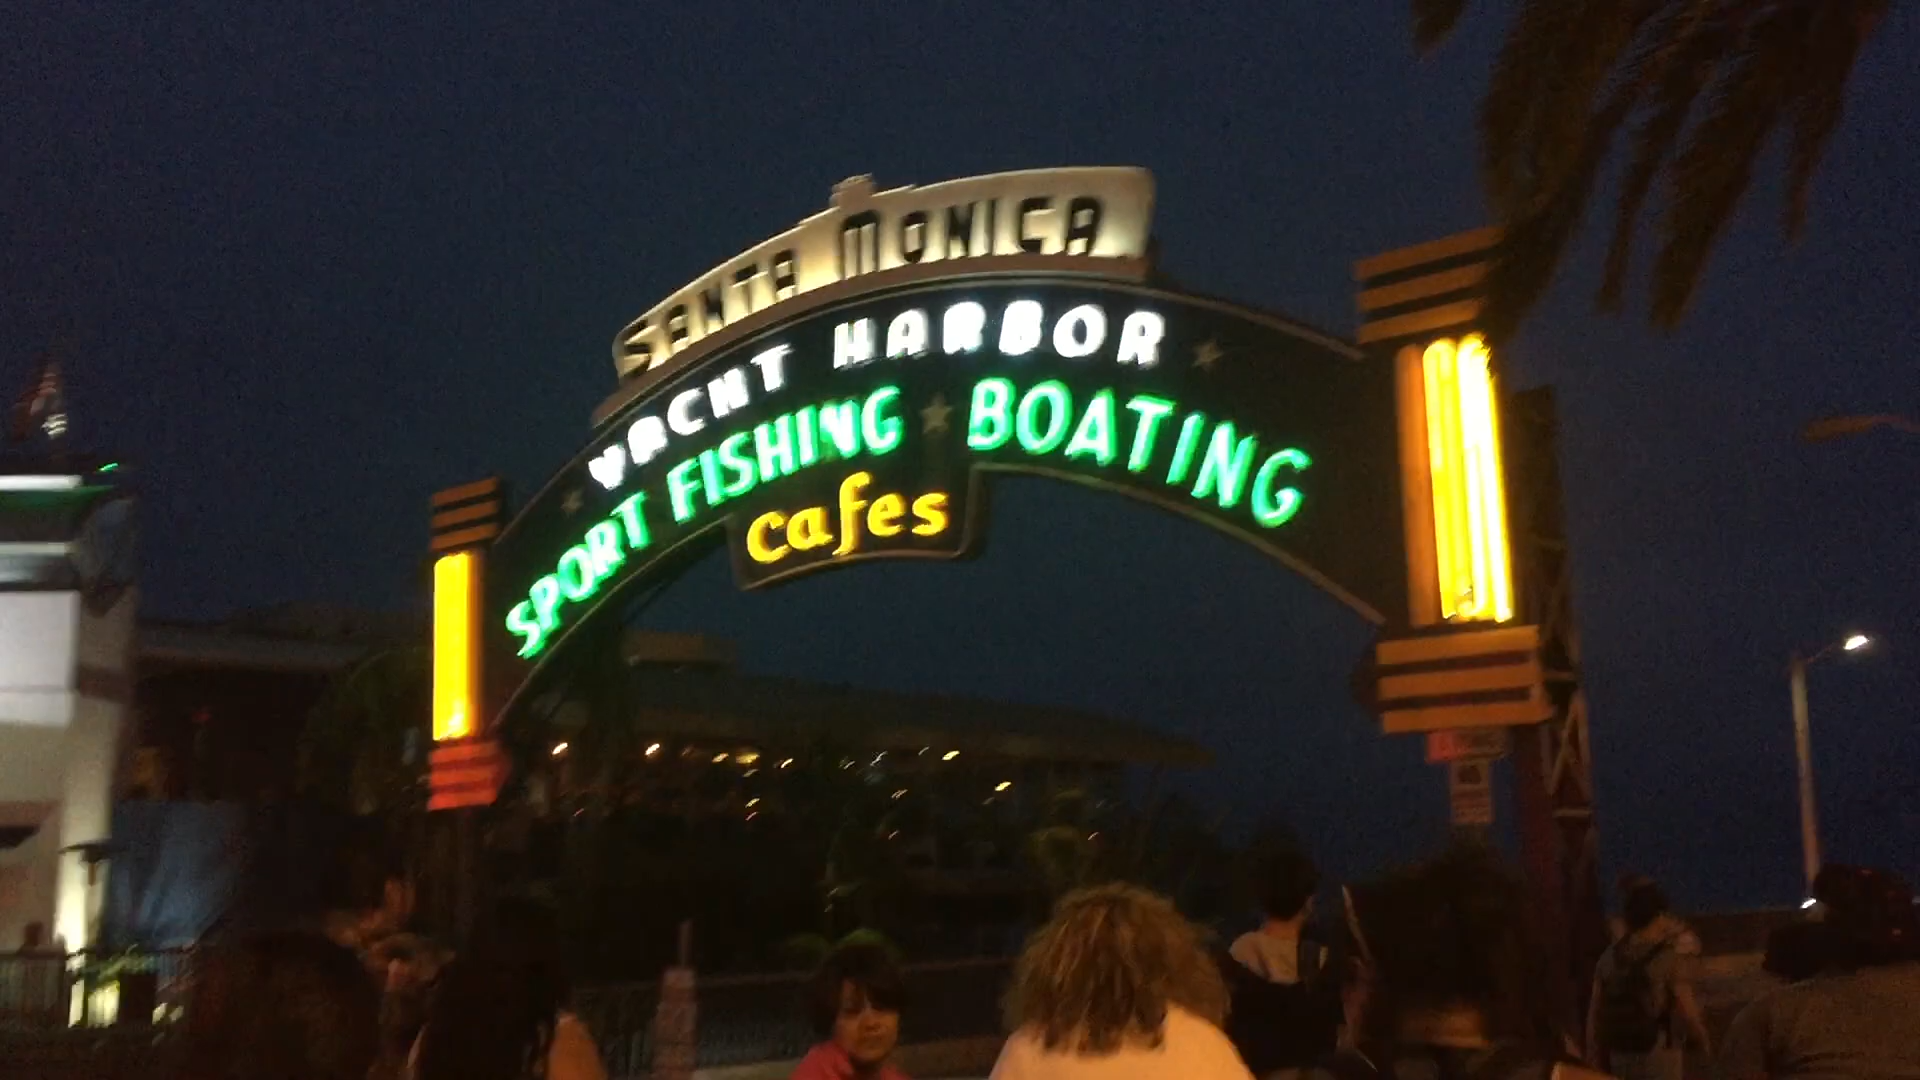 SANTA MONICA
YACHT HARBOR
SPORT FISHING ★ BOATING
Cafes